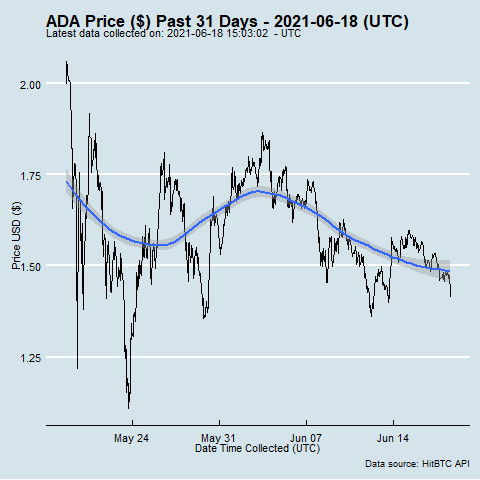 ADA Price ($) Past 31 Days - 2021-06-18 (UTC)
Latest data collected on: 2021-06-18 15:03:02 - UTC
2.00
1.75
1.50
1.25
Price USD ($)
May 24
May 31
Jun 07
Jun 14
Date Time Collected (UTC)
Data source: HitBTC API